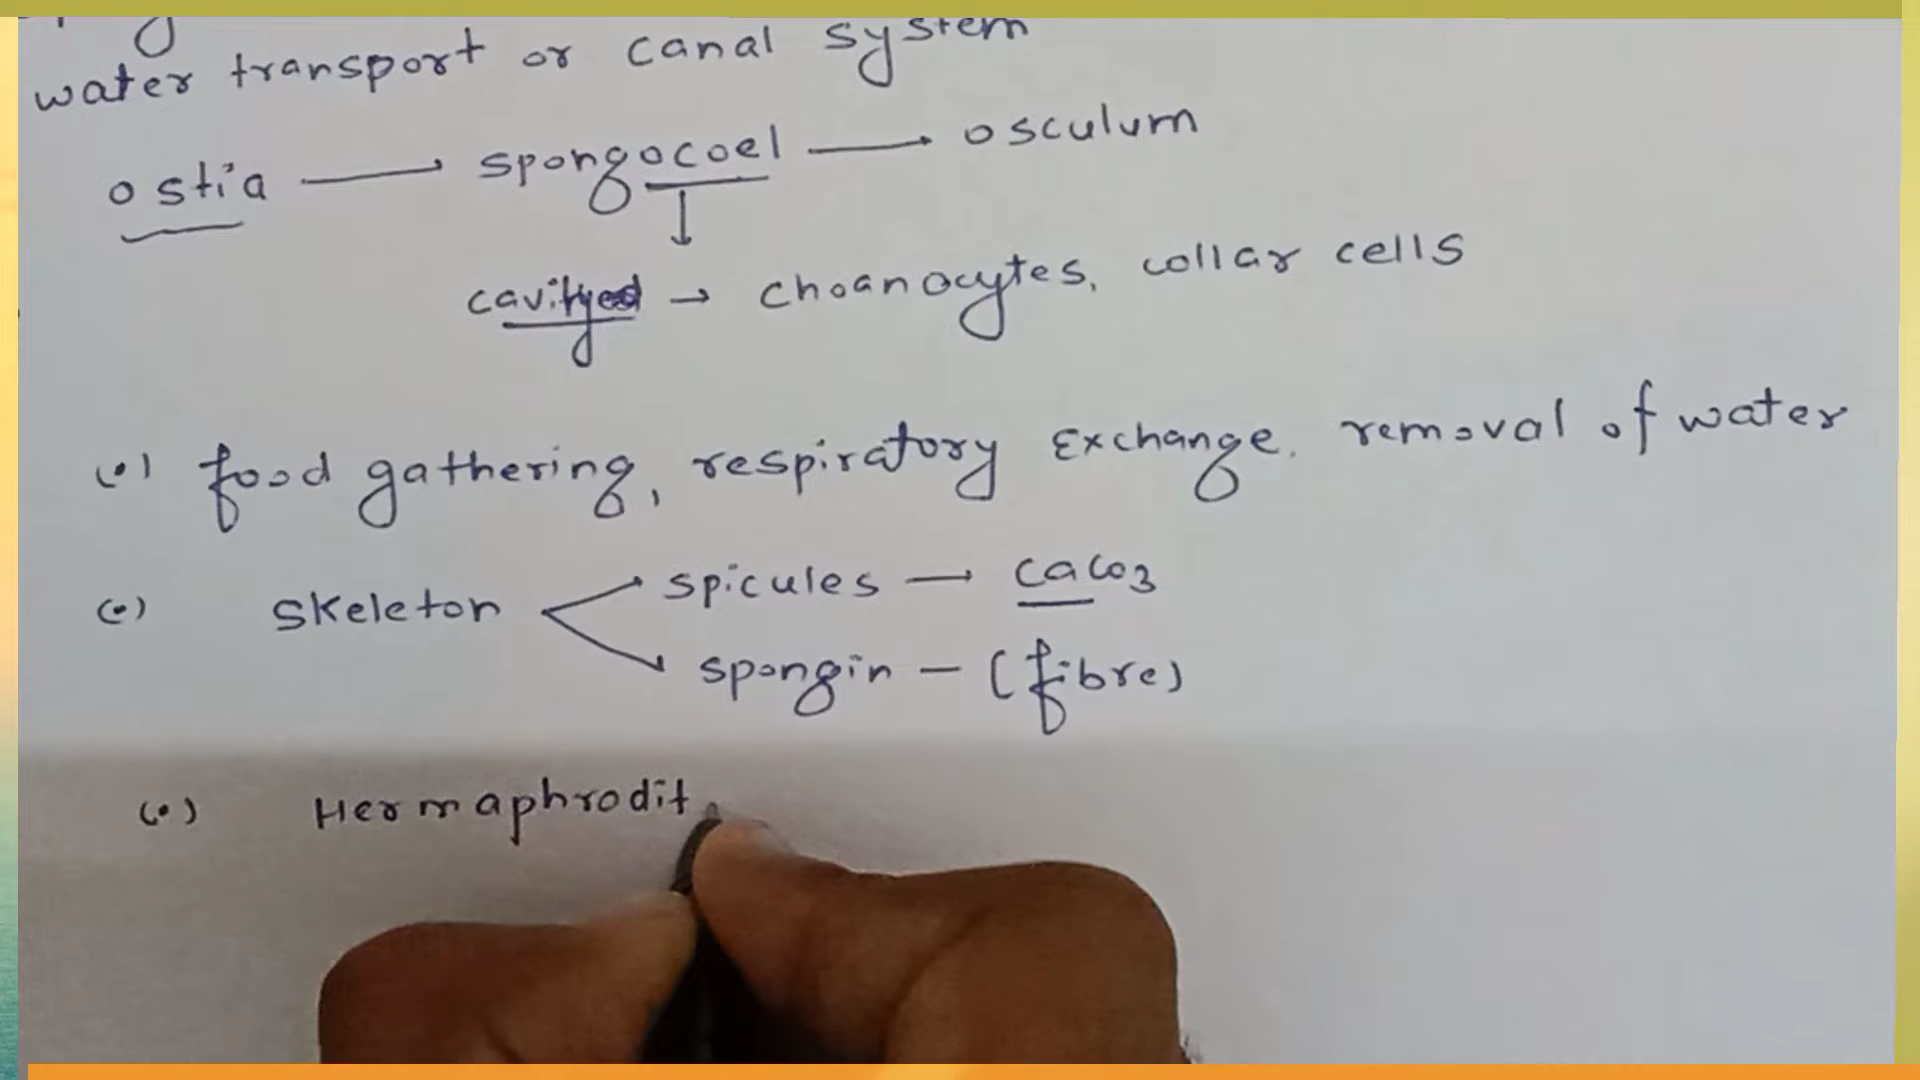 water transport or canal system
ostia → spongocoel → osculum
↓
cavity → choanocytes, collar cells
(•) food gathering, respiratory Exchange, removal of water
(•) skeleton spicules → CaCO3
spongin - (fibre)
(•) Hermaphrodit